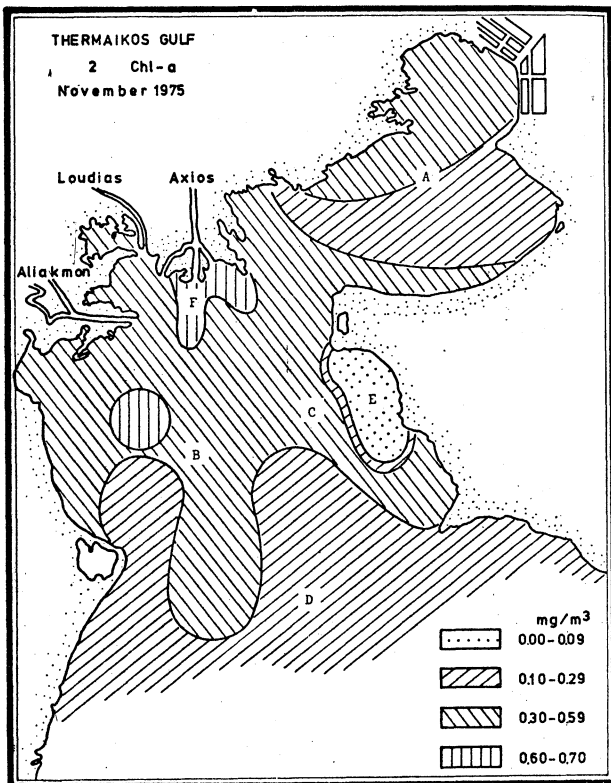 THERMAIKOS GULF
2 Chl-a
November 1975
Loudias Axios
Aliakmon
A
F
E
C
B
D
mg/m³
0.00-0.09
0.10-0.29
0.30-0.59
0.60-0.70